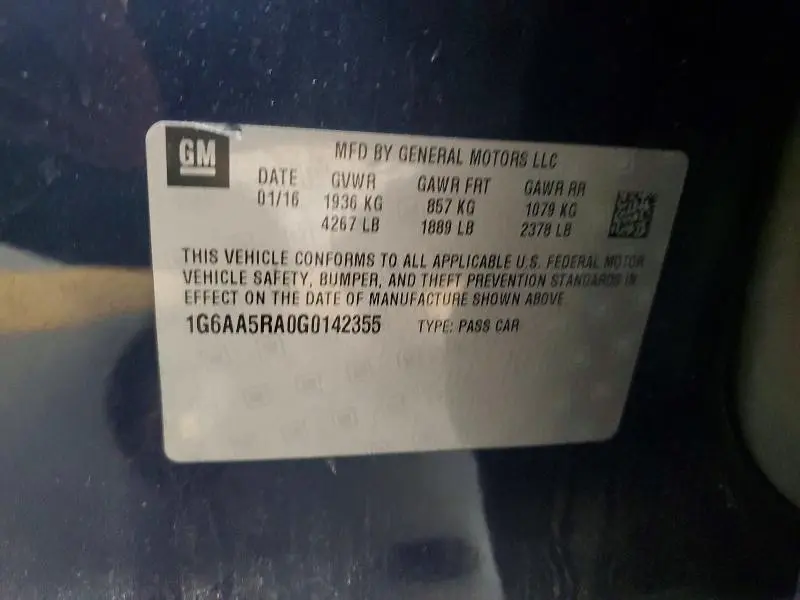 GM
MFD BY GENERAL MOTORS LLC
DATE GVWR GAWR FRT GAWR RR
01/16 1936 KG 857 KG 1079 KG
4267 LB 1889 LB 2378 LB
THIS VEHICLE CONFORMS TO ALL APPLICABLE U.S. FEDERAL MOTOR
VEHICLE SAFETY, BUMPER, AND THEFT PREVENTION STANDARDS IN
EFFECT ON THE DATE OF MANUFACTURE SHOWN ABOVE
1G6AA5RA0G0142355 TYPE: PASS CAR